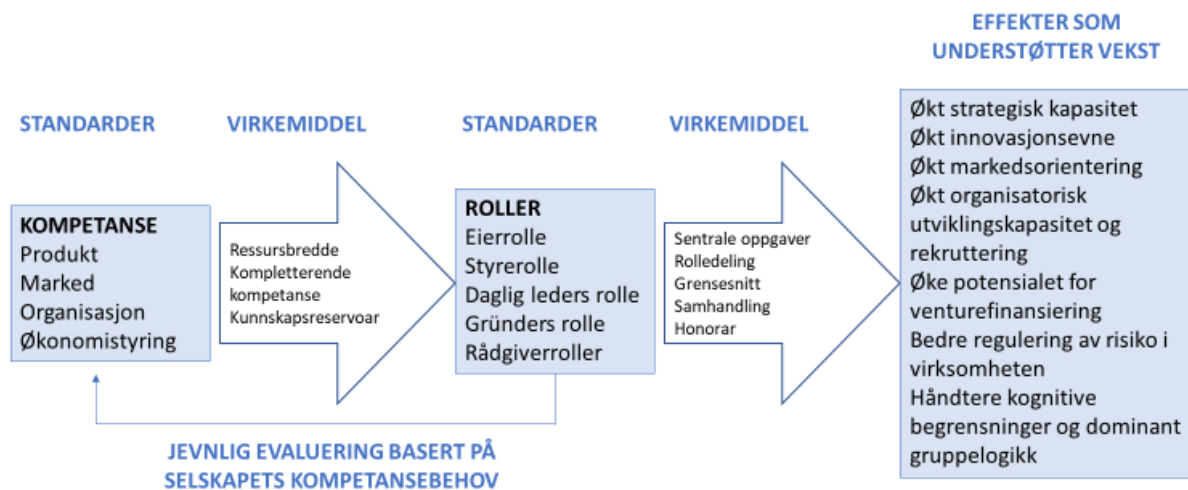 STANDARDER
KOMPETANSE
Produkt
Marked
Organisasjon
Økonomistyring
VIRKEMIDDEL
Ressursbredde
Kompletterende
kompetanse
Kunnskapsreservoar
STANDARDER
ROLLER
Eierrolle
Styrerolle
Daglig leders rolle
Gründers rolle
Rådgiverroller
VIRKEMIDDEL
Sentrale oppgaver
Rolledeling
Grensesnitt
Samhandling
Honorar
EFFEKTER SOM
UNDERSTØTTER VEKST
Økt strategisk kapasitet
Økt innovasjonsevne
Økt markedsorientering
Økt organisatorisk
utviklingskapasitet og
rekruttering
Øke potensialet for
venturefinansiering
Bedre regulering av risiko i
virksomheten
Håndtere kognitive
begrensninger og dominant
gruppelogikk
JEVNLIG EVALUERING BASERT PÅ
SELSKAPETS KOMPETANSEBEHOV